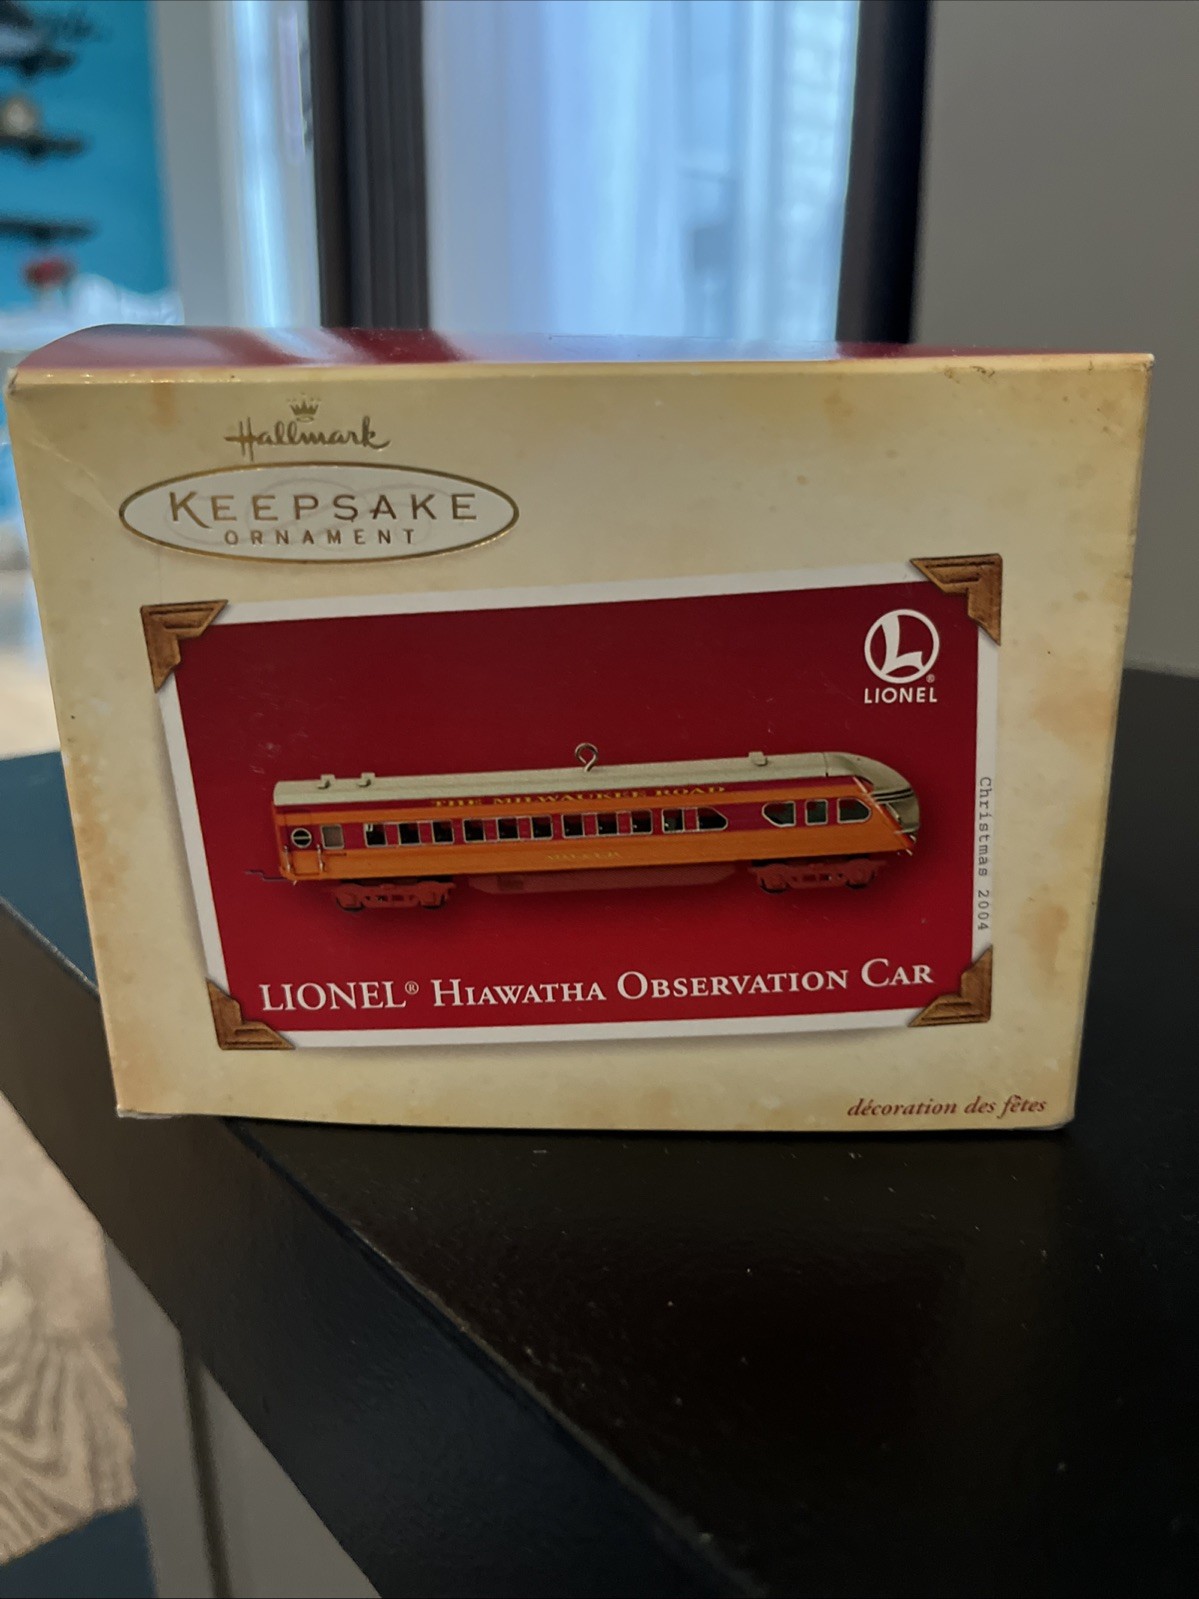 Hallmark
KEEPSAKE
ORNAMENT
L®
LIONEL
THE MILWAUKEE ROAD
Christmas 2004
LIONEL® HIAWATHA OBSERVATION CAR
décoration des fêtes